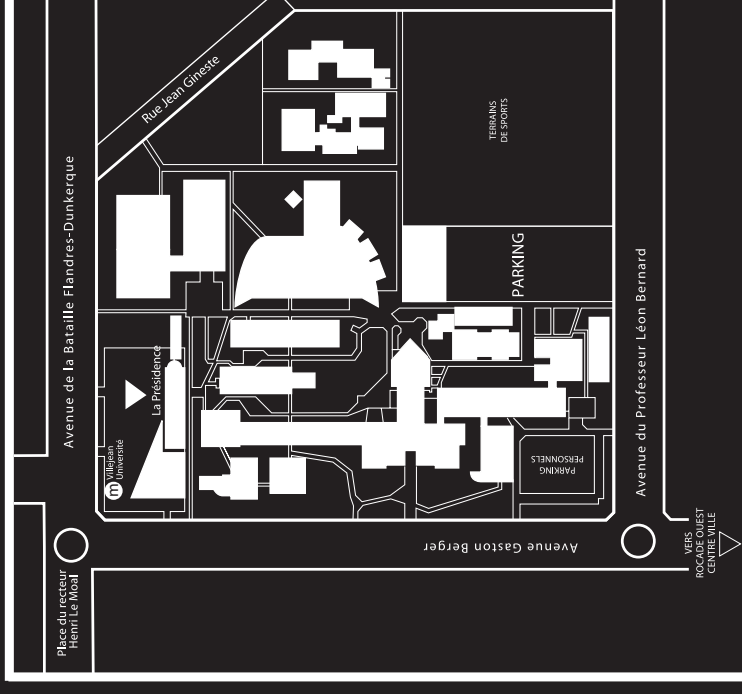 Rue Jean Gineste
TERRAINS
DE SPORTS
Avenue de la Bataille Flandres-Dunkerque
PARKING
Avenue du Professeur Léon Bernard
La Présidence
m Villejean
Université
PARKING
PERSONNELS
Avenue Gaston Berger
VERS
ROCADE OUEST
CENTRE VILLE
Place du recteur
Henri Le Moal